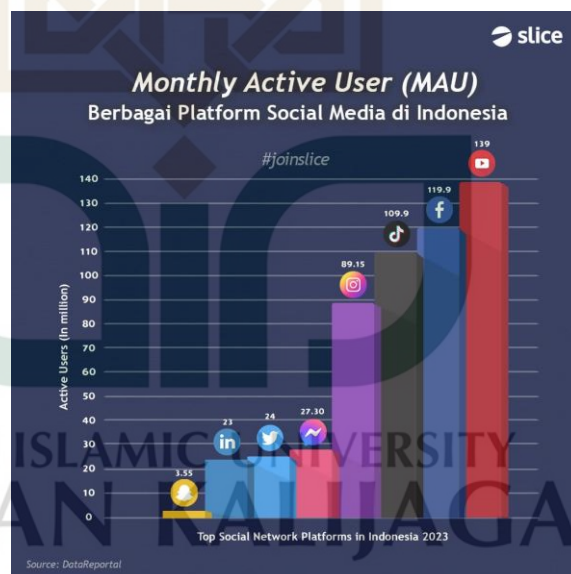 slice
Monthly Active User (MAU)
Berbagai Platform Social Media di Indonesia
#joinslice
139
140
119.9
130
109.9
120
110
89.15
100
90
80
70
60
50
40
27.30
24
23
30
3.55
20
10
0
Active Users (In million)
Top Social Network Platforms in Indonesia 2023
Source: DataReportal
ISLAMIC UNIVERSITY
AN KALIJAGA